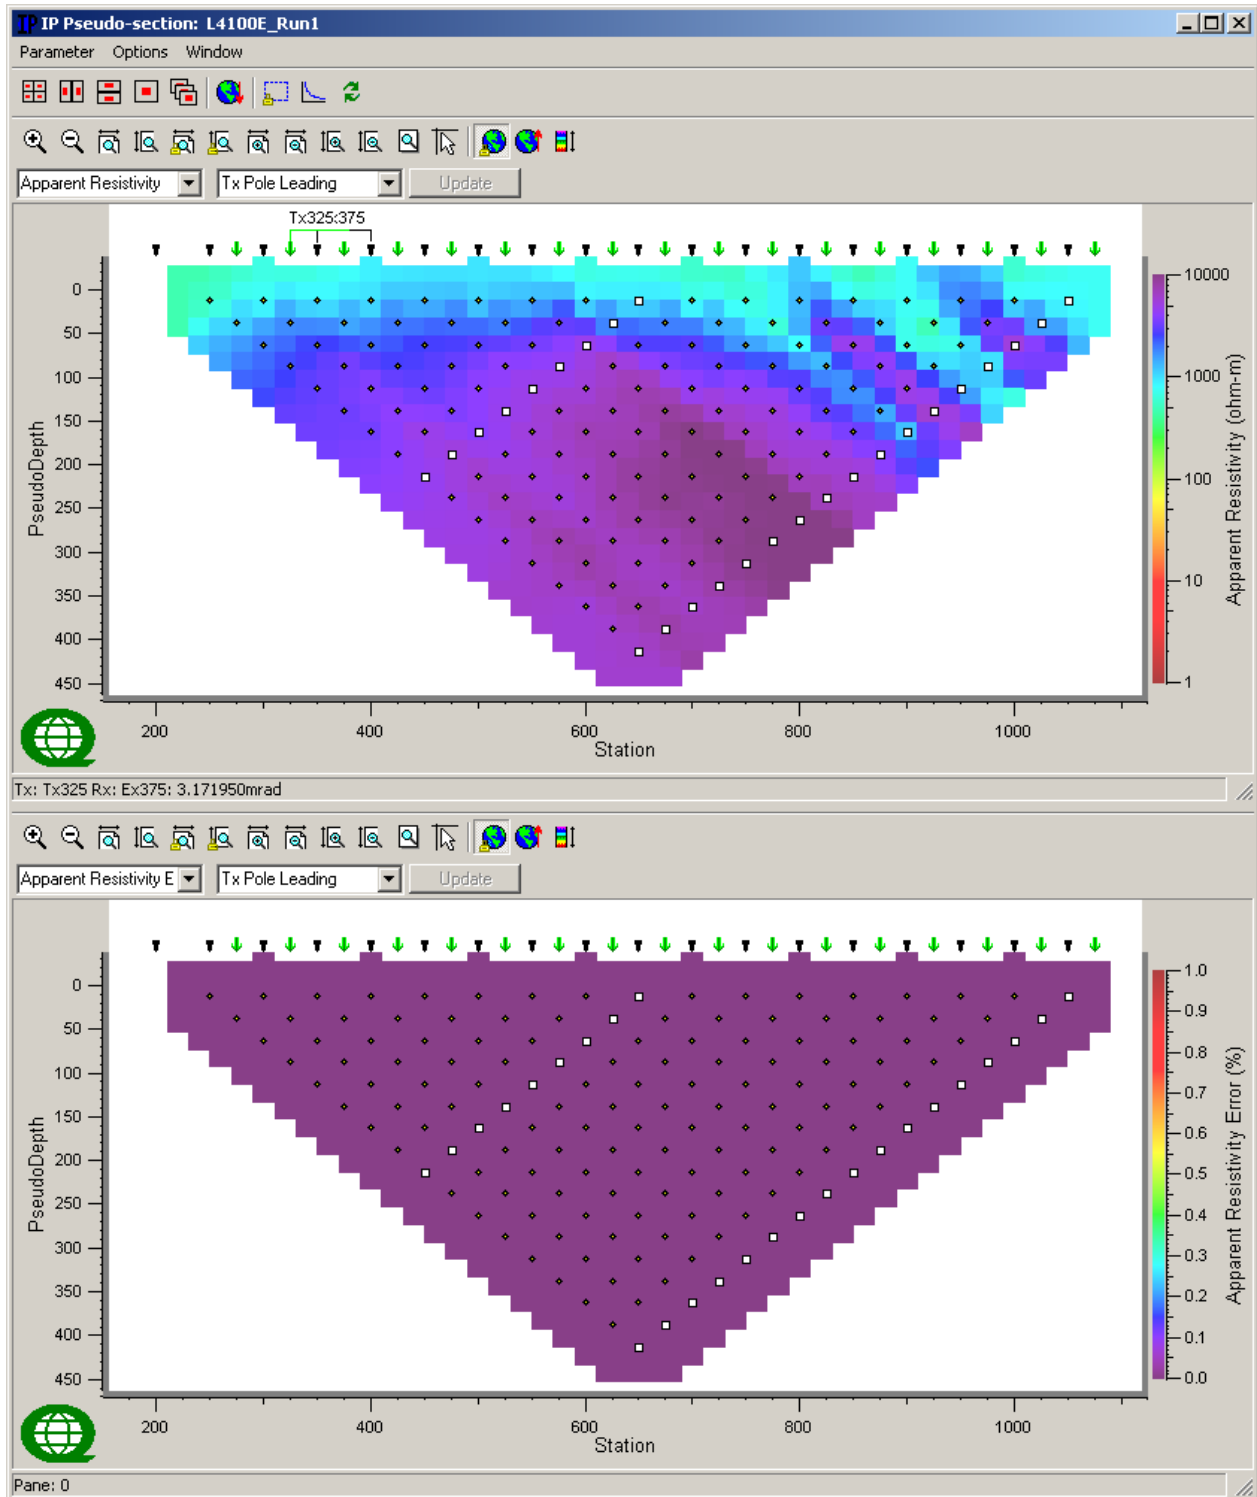 IP IP Pseudo-section: L4100E_Run1
Parameter Options Window
Apparent Resistivity Tx Pole Leading Update
Tx325:375
0
50
100
150
200
250
300
350
400
450
PseudoDepth
200 400 600 800 1000
Station
10000
1000
100
10
1
Apparent Resistivity (ohm-m)
Tx: Tx325 Rx: Ex375: 3.171950mrad
Apparent Resistivity E Tx Pole Leading Update
0
50
100
150
200
250
300
350
400
450
PseudoDepth
200 400 600 800 1000
Station
1.0
0.9
0.8
0.7
0.6
0.5
0.4
0.3
0.2
0.1
0.0
Apparent Resistivity Error (%)
Pane: 0